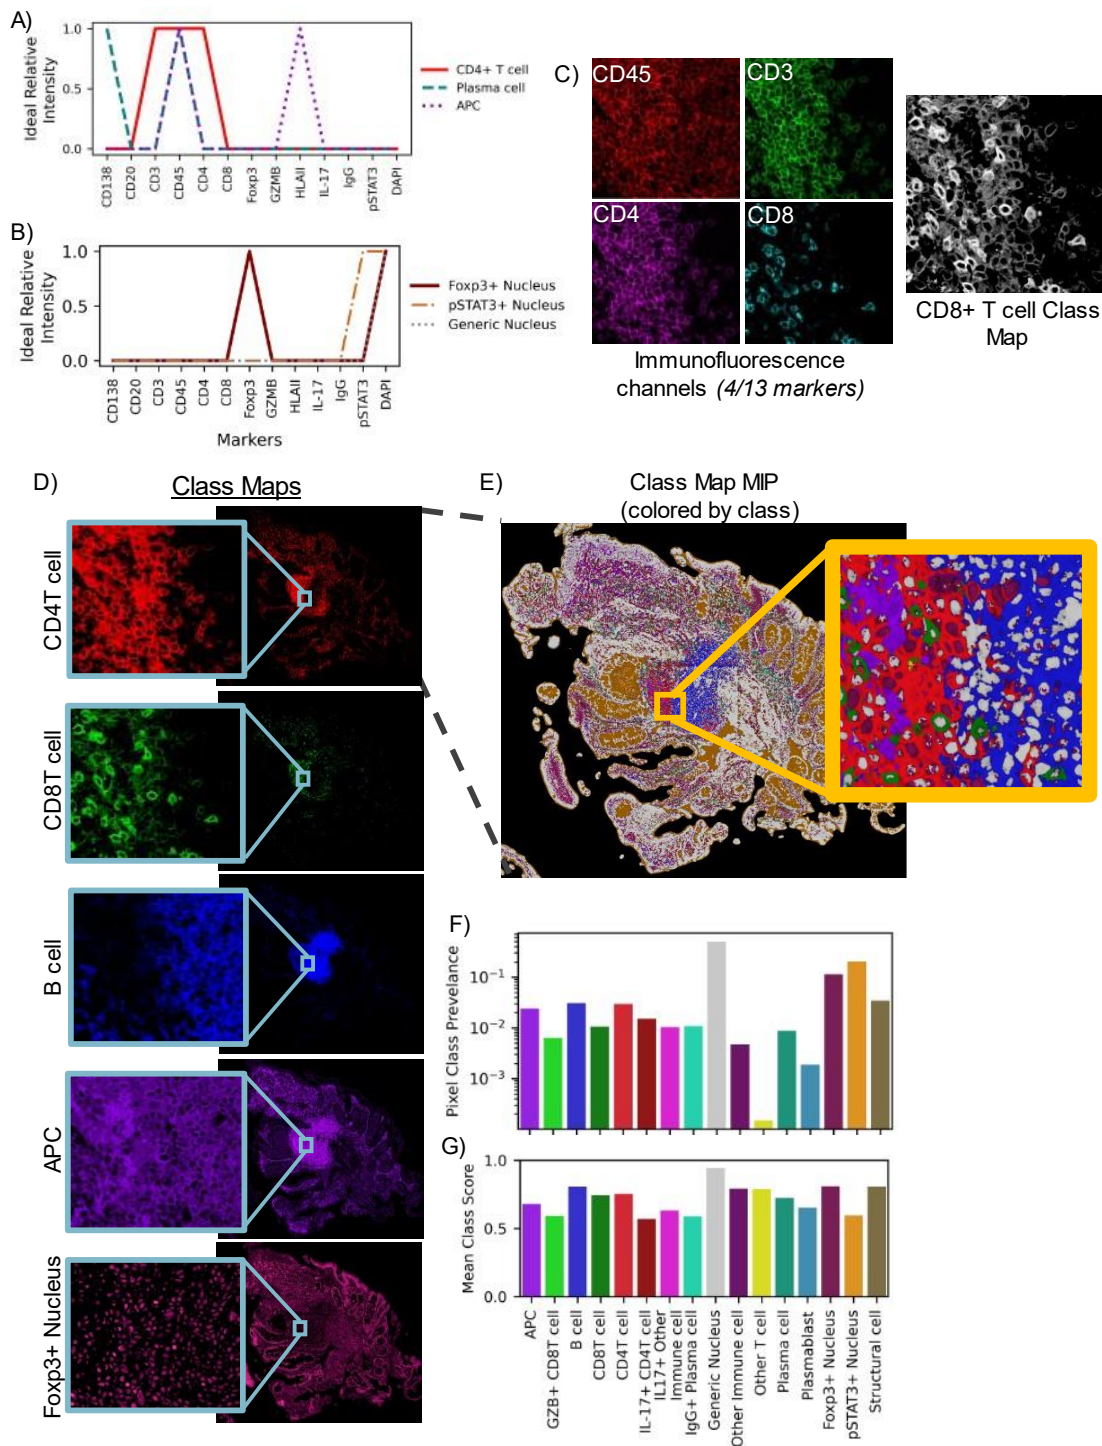 A)
Ideal Relative
Intensity
1.0
0.5
0.0
CD138
CD20
CD3
CD45
CD4
CD8
Foxp3
GZMB
HLAII
IL-17
IgG
pSTAT3
DAPI
CD4+ T cell
Plasma cell
APC
B)
Ideal Relative
Intensity
1.0
0.5
0.0
CD138
CD20
CD3
CD45
CD4
CD8
Foxp3
GZMB
HLAII
IL-17
IgG
pSTAT3
DAPI
Markers
Foxp3+ Nucleus
pSTAT3+ Nucleus
Generic Nucleus
C)
CD45
CD3
CD4
CD8
Immunofluorescence
channels (4/13 markers)
CD8+ T cell Class
Map
D)
Class Maps
CD4T cell
CD8T cell
B cell
APC
Foxp3+ Nucleus
E)
Class Map MIP
(colored by class)
F)
Pixel Class Prevelance
10⁻¹
10⁻²
10⁻³
G)
Mean Class Score
1.0
0.5
0.0
APC
GZB+ CD8T cell
B cell
CD8T cell
CD4T cell
IL-17+ CD4T cell
IL17+ Other
Immune cell
IgG+ Plasma cell
Generic Nucleus
Other Immune cell
Other T cell
Plasma cell
Plasmablast
Foxp3+ Nucleus
pSTAT3+ Nucleus
Structural cell